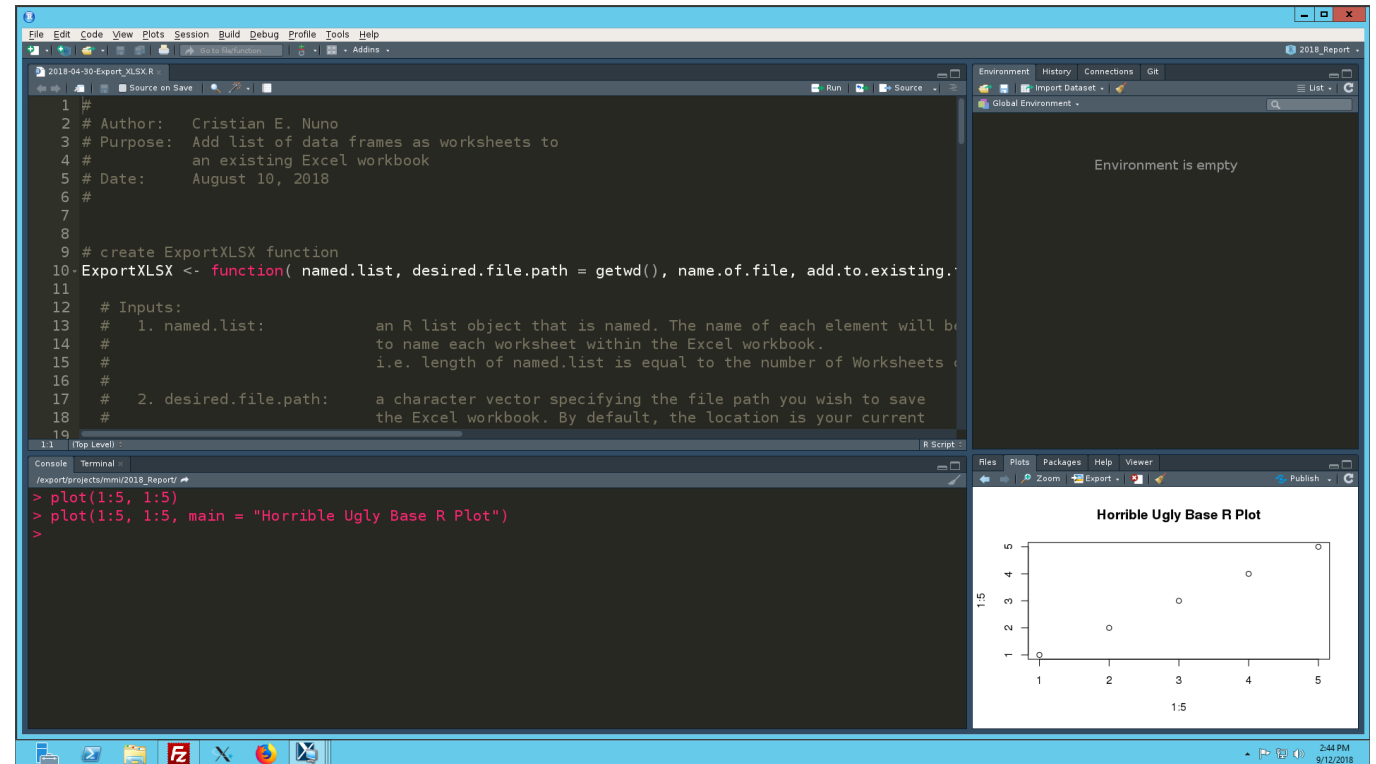 File Edit Code View Plots Session Build Debug Profile Tools Help
Go to file/function Addins 2018_Report
2018-04-30-Export_XLSX.R
Source on Save Run Source
1 #
2 # Author:   Cristian E. Nuno
3 # Purpose:  Add list of data frames as worksheets to
4 #           an existing Excel workbook
5 # Date:     August 10, 2018
6 #
7
8
9 # create ExportXLSX function
10 ExportXLSX <- function( named.list, desired.file.path = getwd(), name.of.file, add.to.existing.
11
12   # Inputs:
13   #   1. named.list:            an R list object that is named. The name of each element will be
14   #                             to name each worksheet within the Excel workbook.
15   #                             i.e. length of named.list is equal to the number of Worksheets
16   #
17   #   2. desired.file.path:     a character vector specifying the file path you wish to save
18   #                             the Excel workbook. By default, the location is your current
19
1:1 (Top Level) R Script
Console Terminal
/export/projects/mmi/2018_Report/
> plot(1:5, 1:5)
> plot(1:5, 1:5, main = "Horrible Ugly Base R Plot")
>
Environment History Connections Git
Import Dataset List
Global Environment
Environment is empty
Files Plots Packages Help Viewer
Zoom Export Publish
Horrible Ugly Base R Plot
5
4
3
2
1
1:5
1 2 3 4 5
1:5
Fz
2:44 PM
9/12/2018